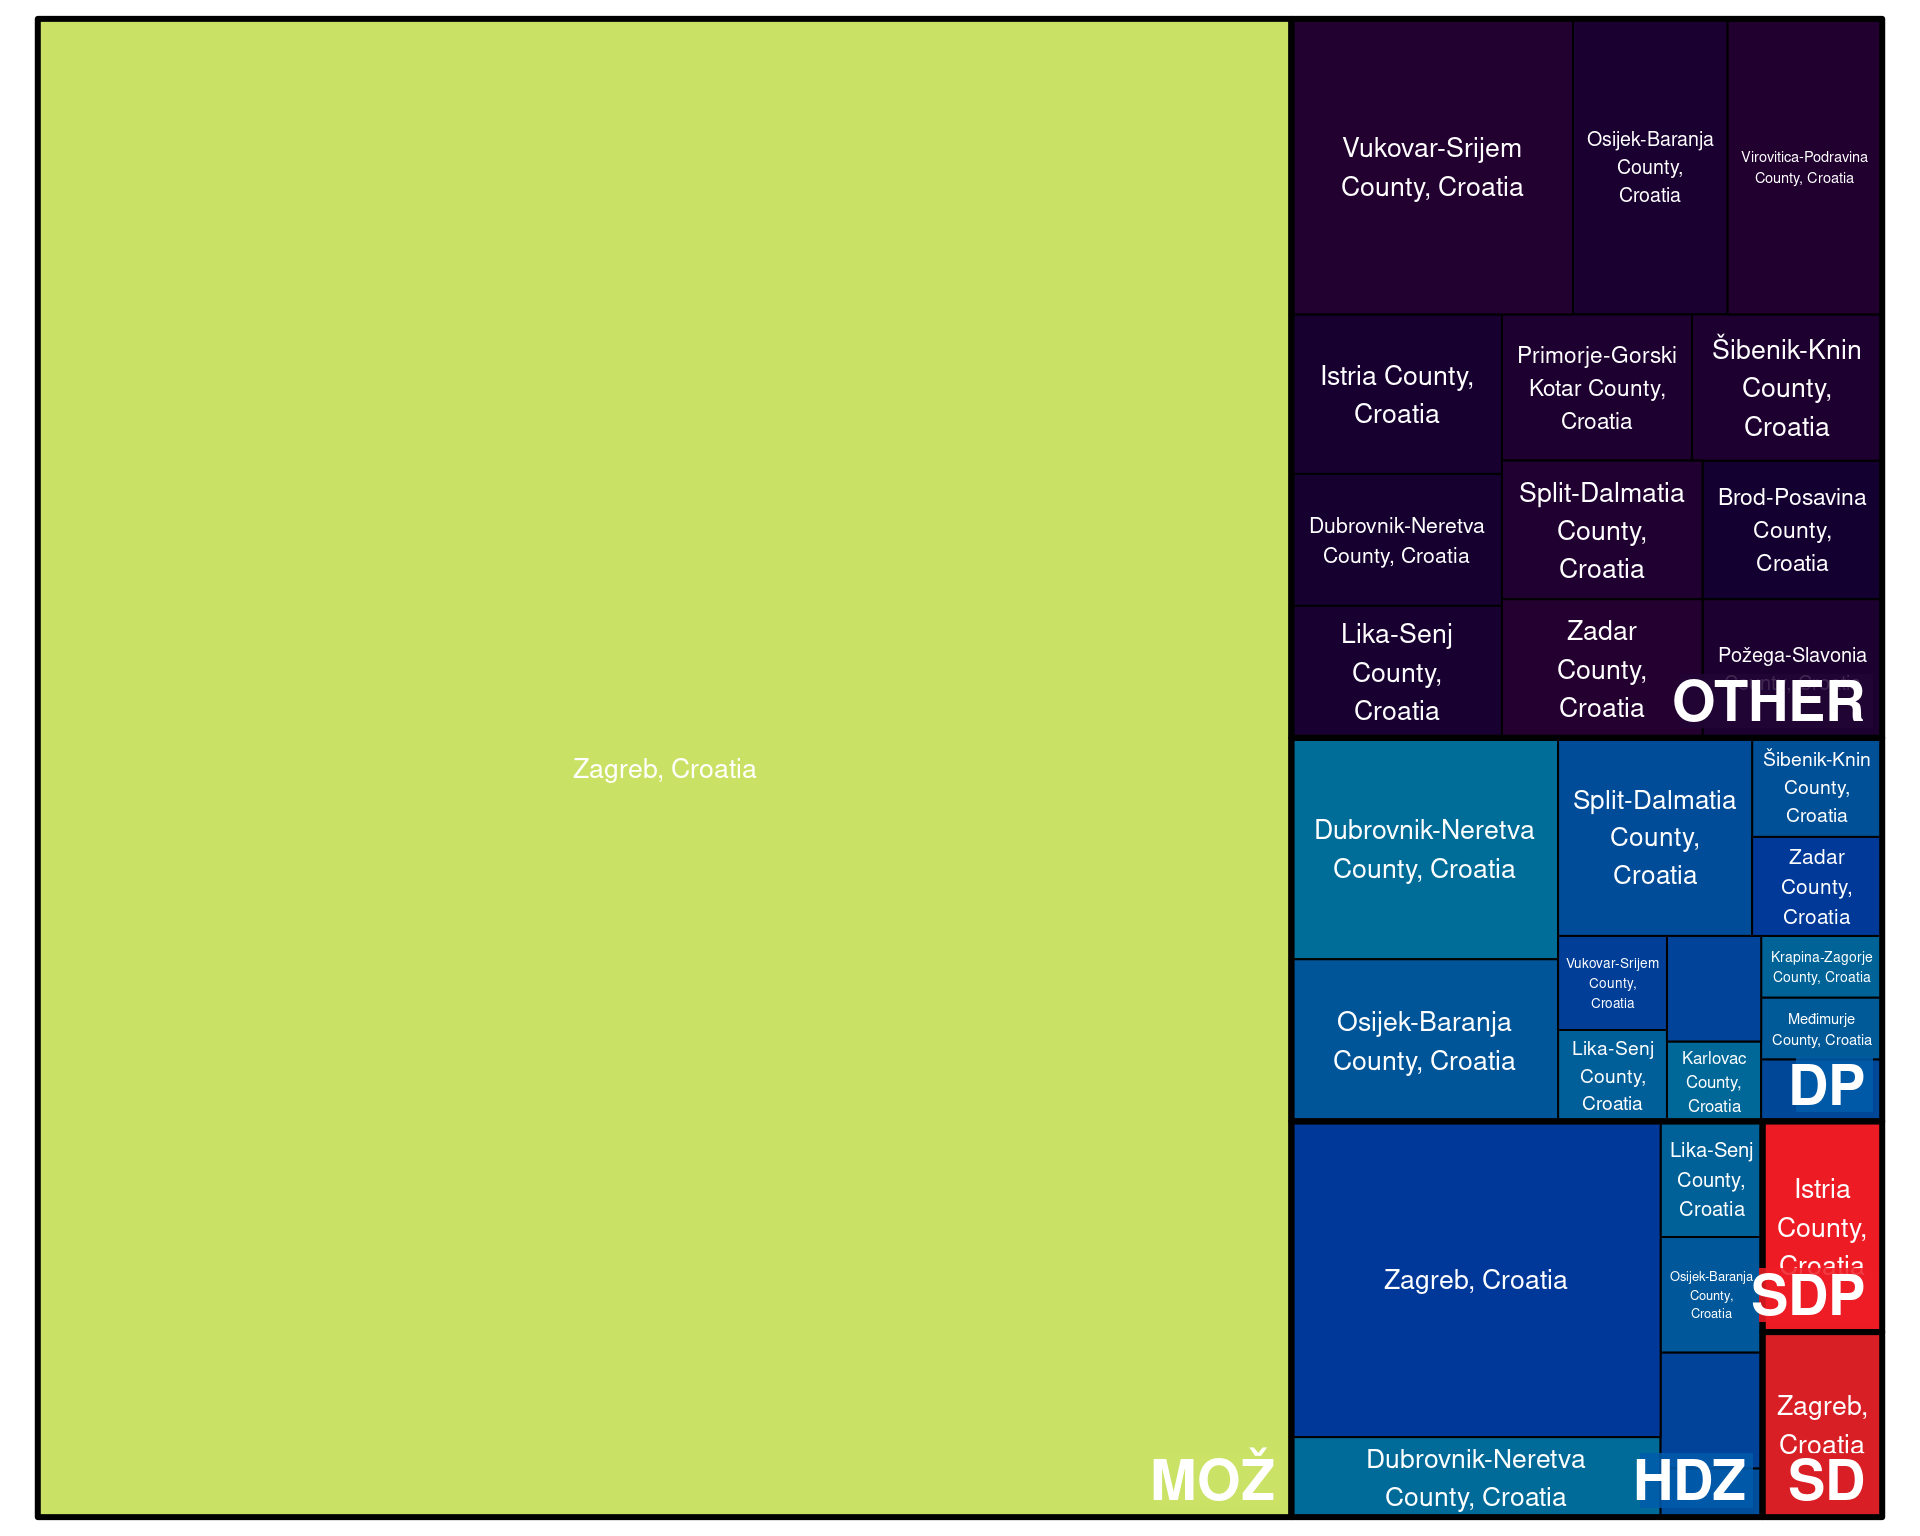 Zagreb, Croatia
MOŽ
Vukovar-Srijem
County, Croatia
Osijek-Baranja
County,
Croatia
Virovitica-Podravina
County, Croatia
Istria County,
Croatia
Primorje-Gorski
Kotar County,
Croatia
Šibenik-Knin
County,
Croatia
Dubrovnik-Neretva
County, Croatia
Split-Dalmatia
County,
Croatia
Brod-Posavina
County,
Croatia
Lika-Senj
County,
Croatia
Zadar
County,
Croatia
Požega-Slavonia
County, Croatia
OTHER
Dubrovnik-Neretva
County, Croatia
Split-Dalmatia
County,
Croatia
Šibenik-Knin
County,
Croatia
Zadar
County,
Croatia
Osijek-Baranja
County, Croatia
Vukovar-Srijem
County,
Croatia
Lika-Senj
County,
Croatia
Karlovac
County,
Croatia
Krapina-Zagorje
County, Croatia
Međimurje
County, Croatia
DP
Zagreb, Croatia
Lika-Senj
County,
Croatia
Osijek-Baranja
County,
Croatia
Dubrovnik-Neretva
County, Croatia
HDZ
Istria
County,
Croatia
SDP
Zagreb,
Croatia
SD